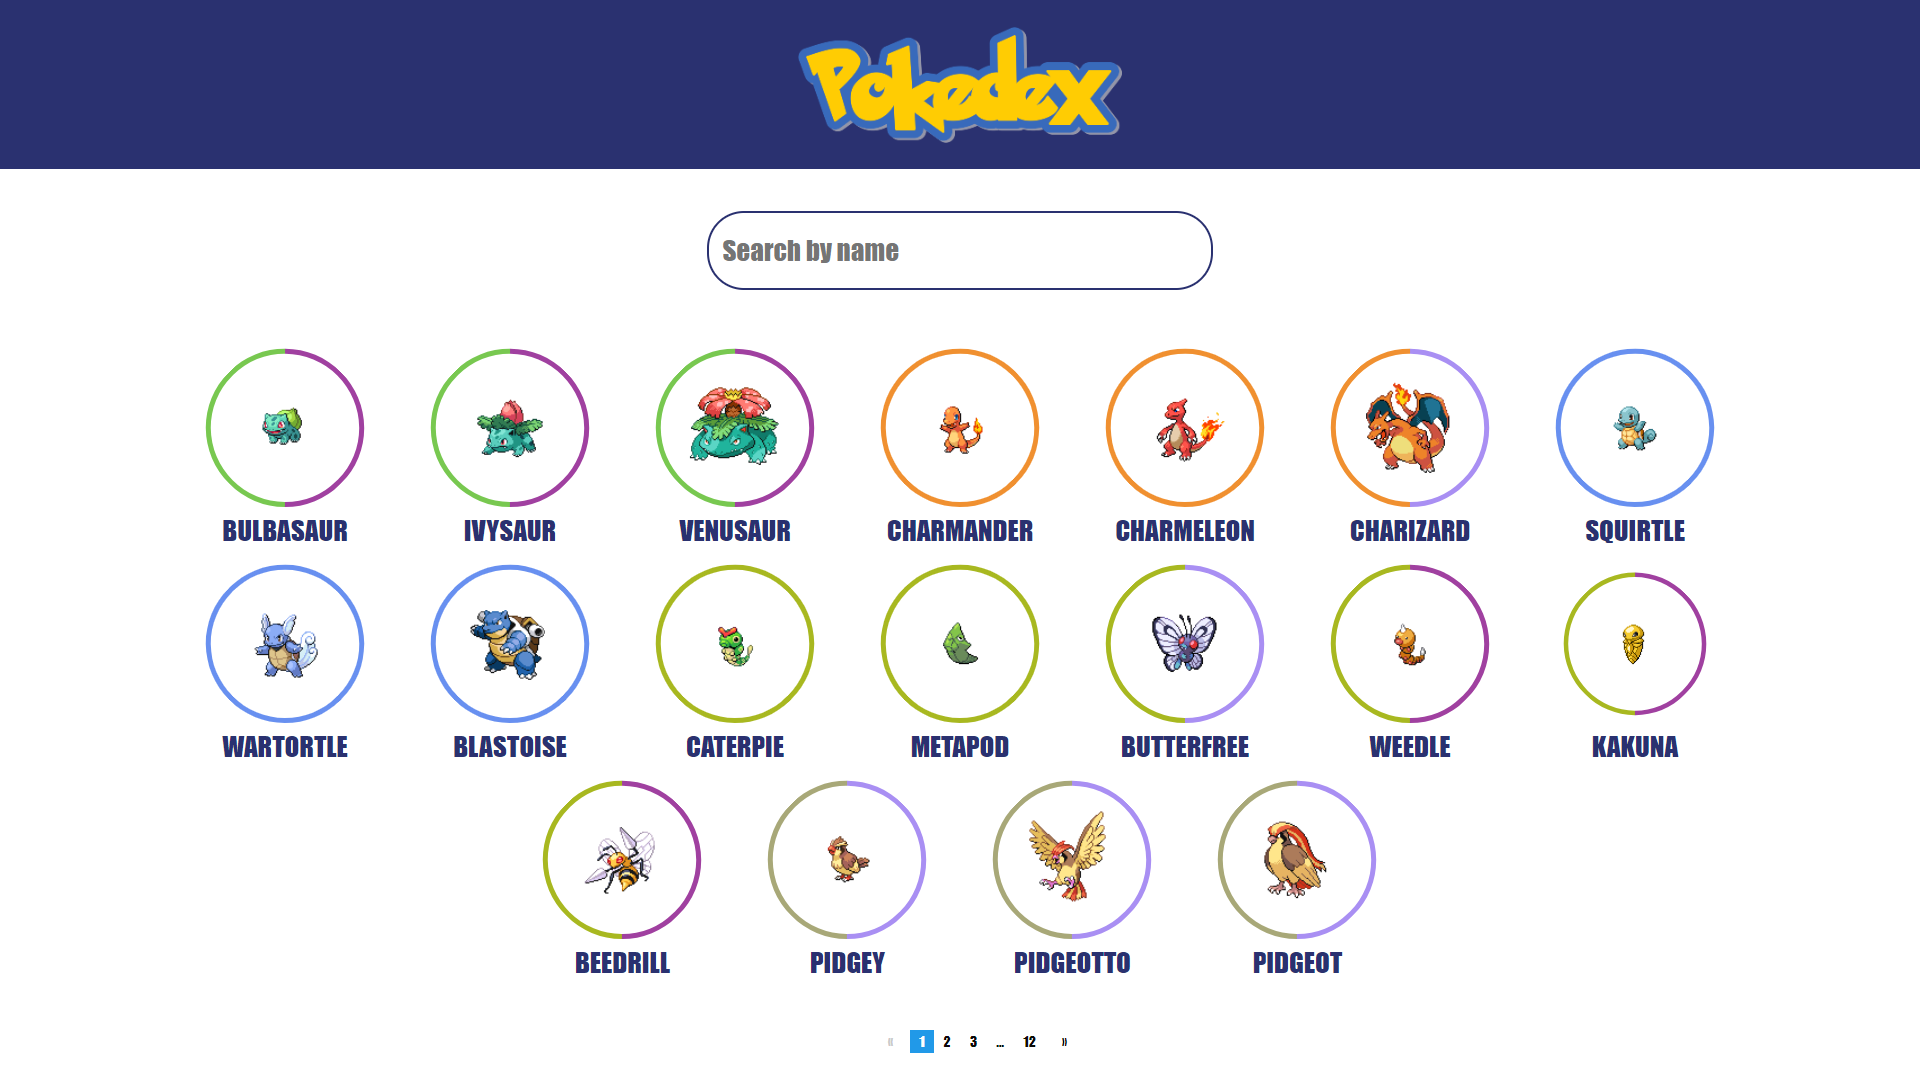 Pokedex
Search by name
BULBASAUR IVYSAUR VENUSAUR CHARMANDER CHARMELEON CHARIZARD SQUIRTLE
WARTORTLE BLASTOISE CATERPIE METAPOD BUTTERFREE WEEDLE KAKUNA
BEEDRILL PIDGEY PIDGEOTTO PIDGEOT
« 1 2 3 ... 12 »